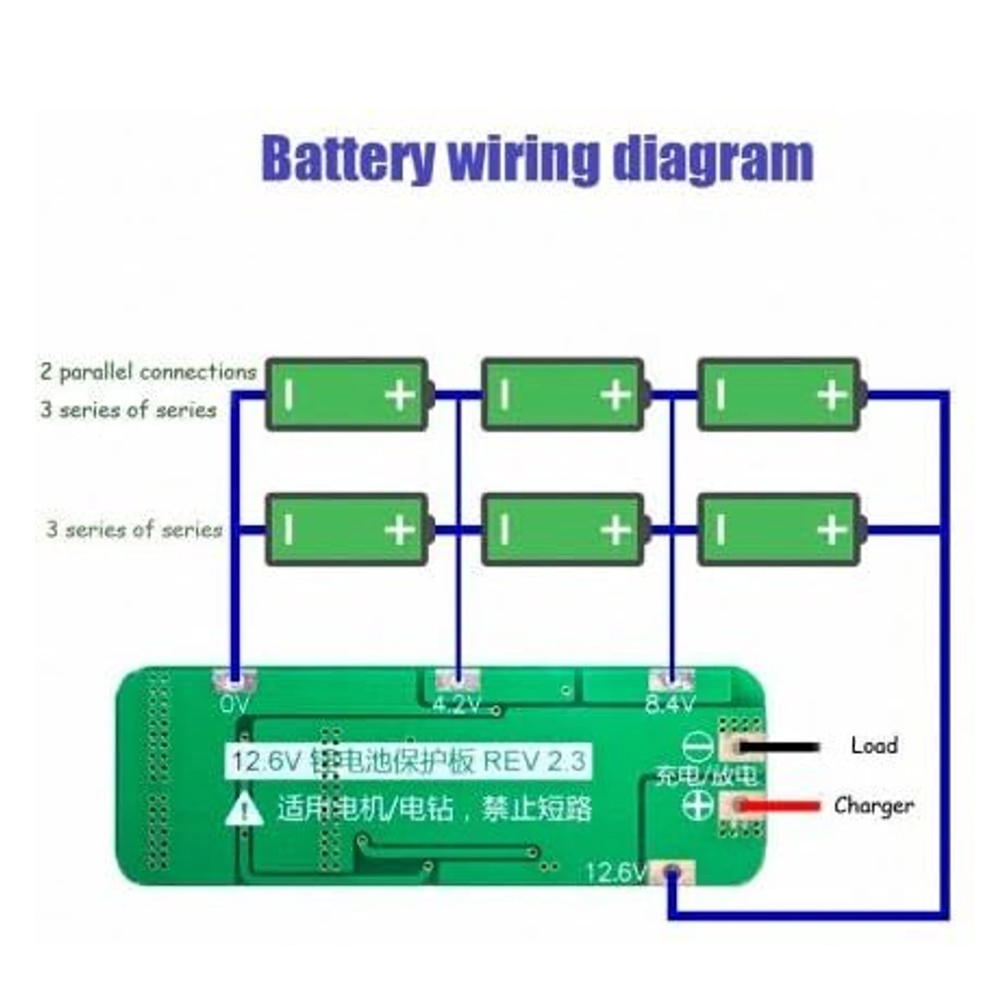 Battery wiring diagram
2 parallel connections
3 series of series
3 series of series
0V
4.2V
8.4V
12.6V 锂电池保护板 REV 2.3
Load
充电/放电
适用电机/电钻，禁止短路
Charger
12.6V